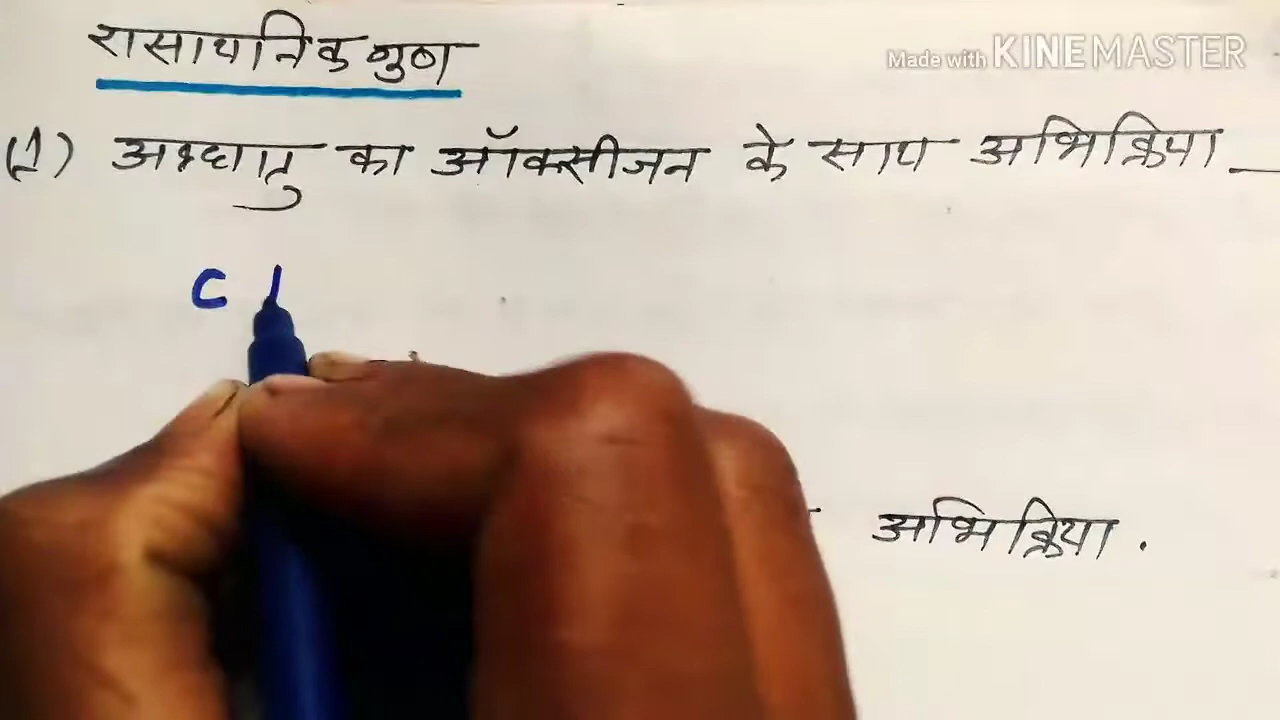 रासायनिक गुण
Made with KINEMASTER
(1) अधातु का ऑक्सीजन के साथ अभिक्रिया _
C
अभिक्रिया .